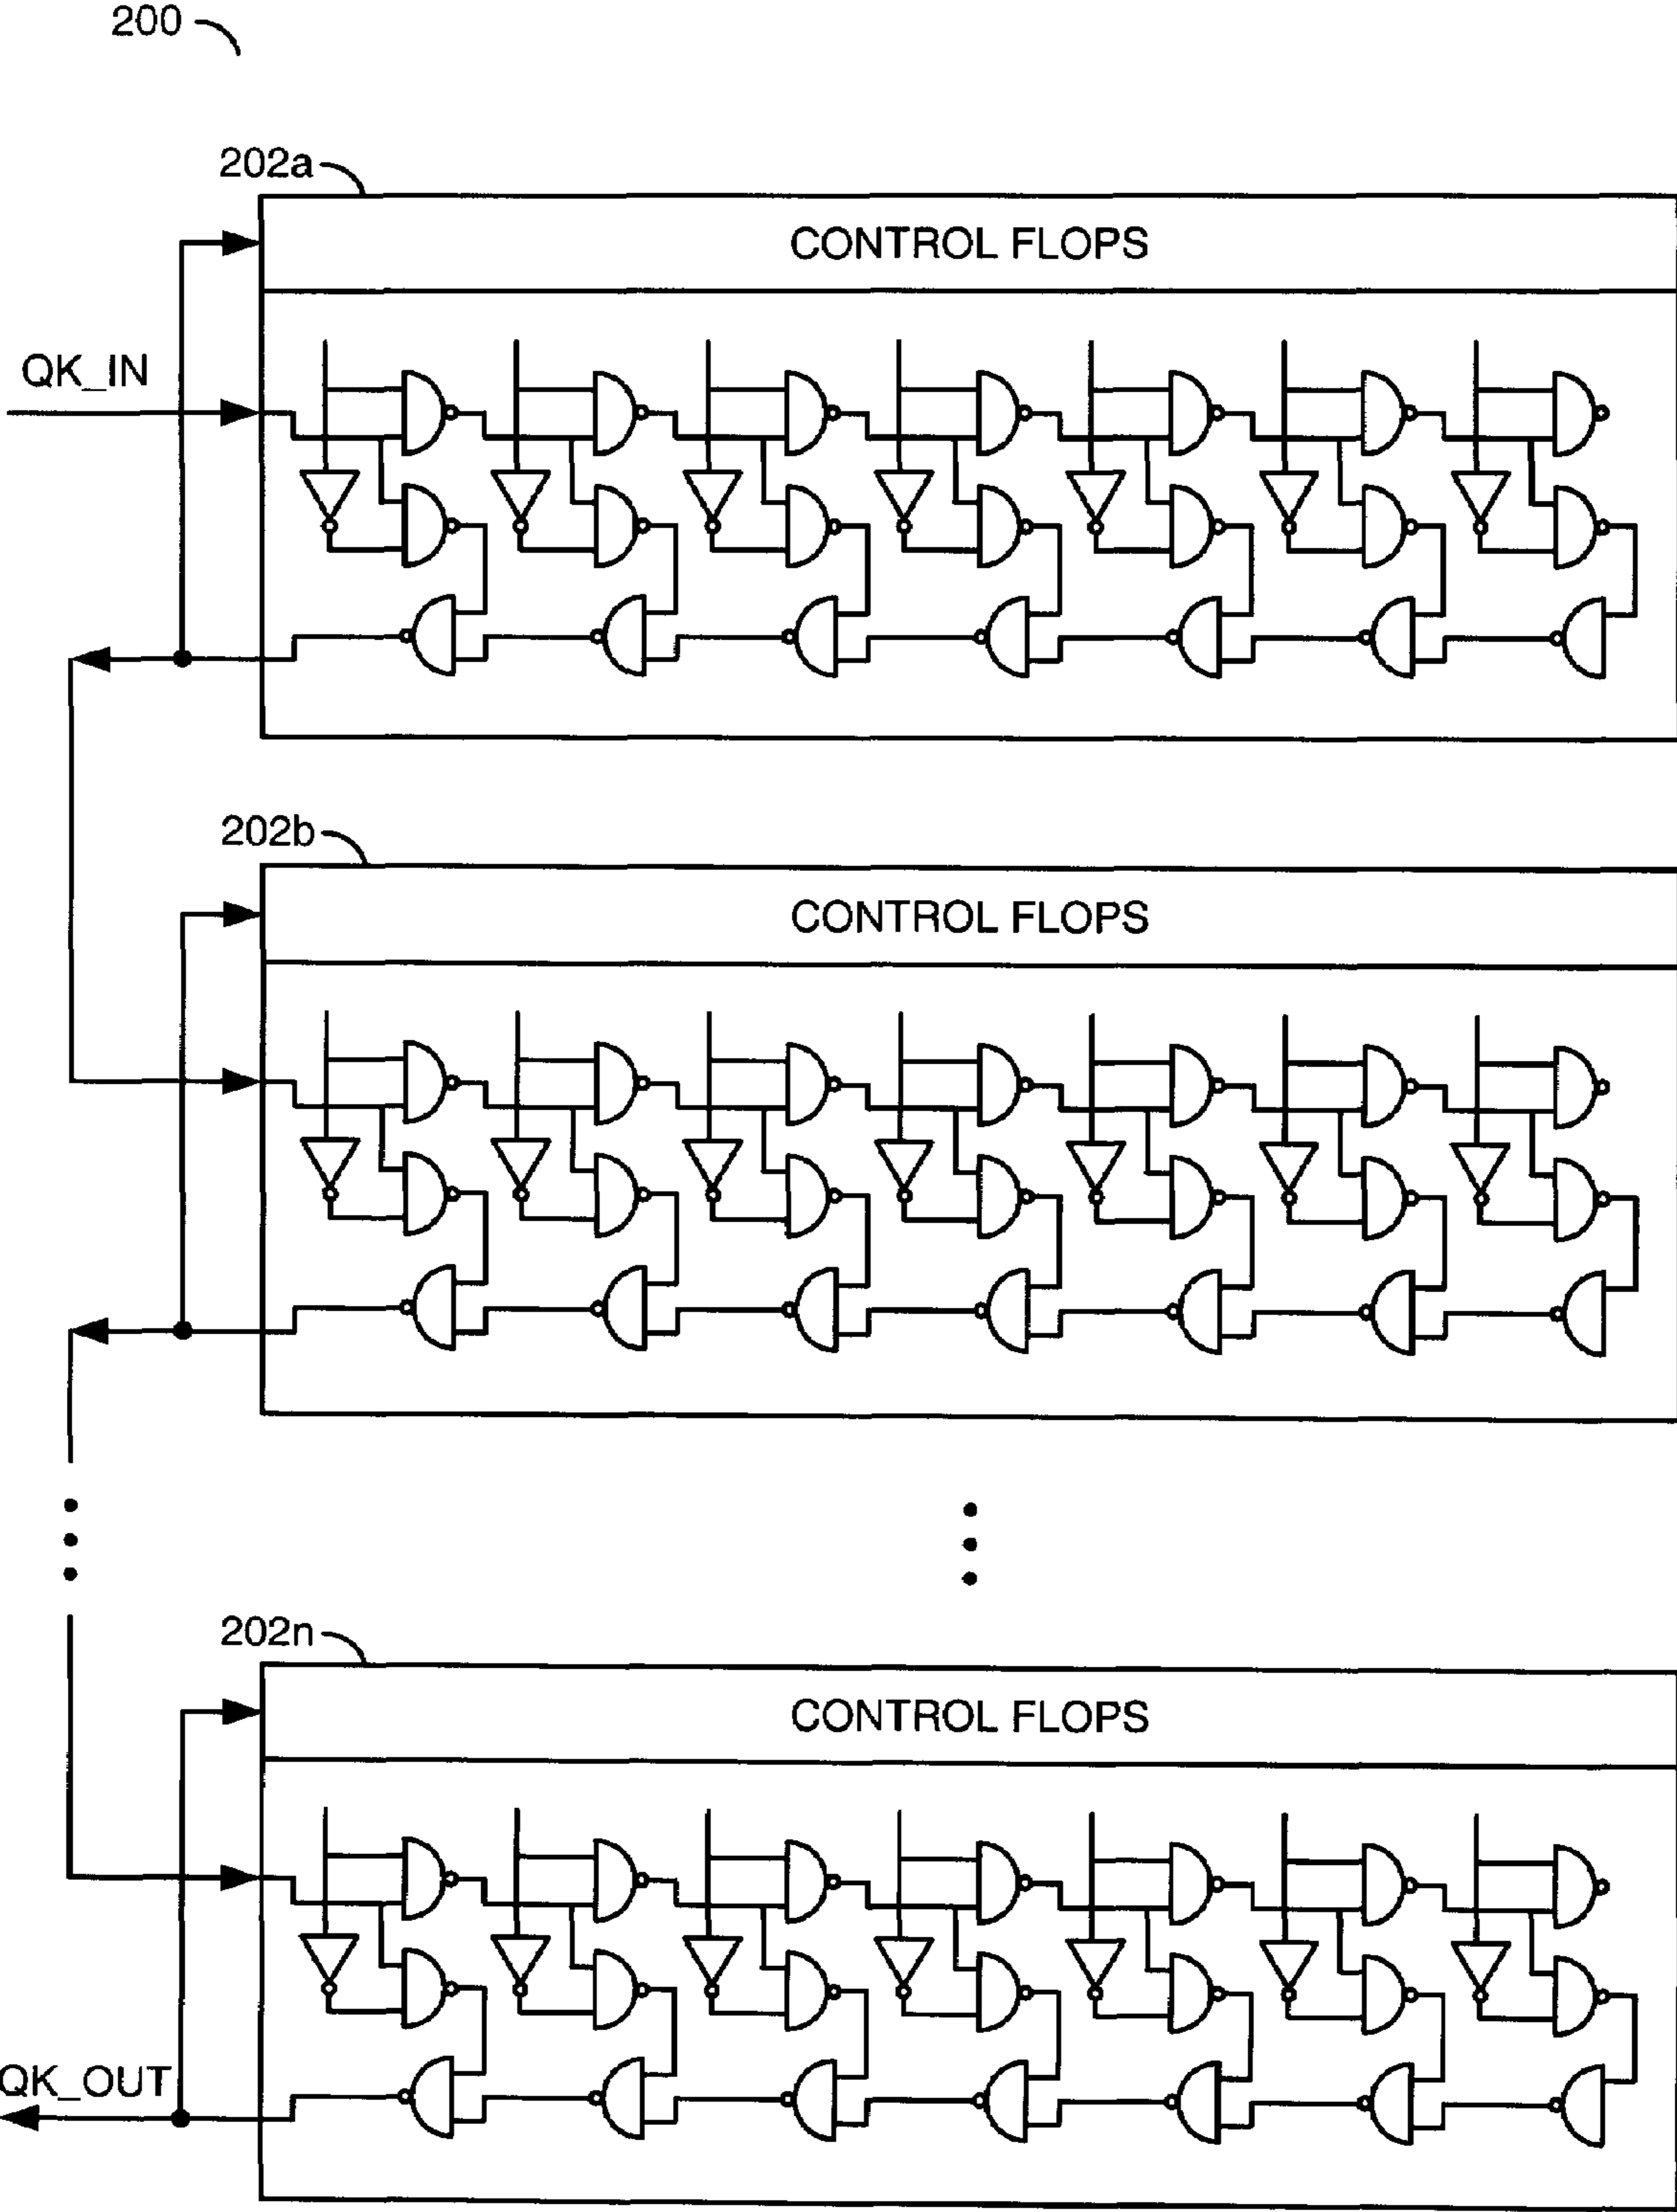 200
202a
CONTROL FLOPS
QK_IN
202b
CONTROL FLOPS
202n
CONTROL FLOPS
QK_OUT